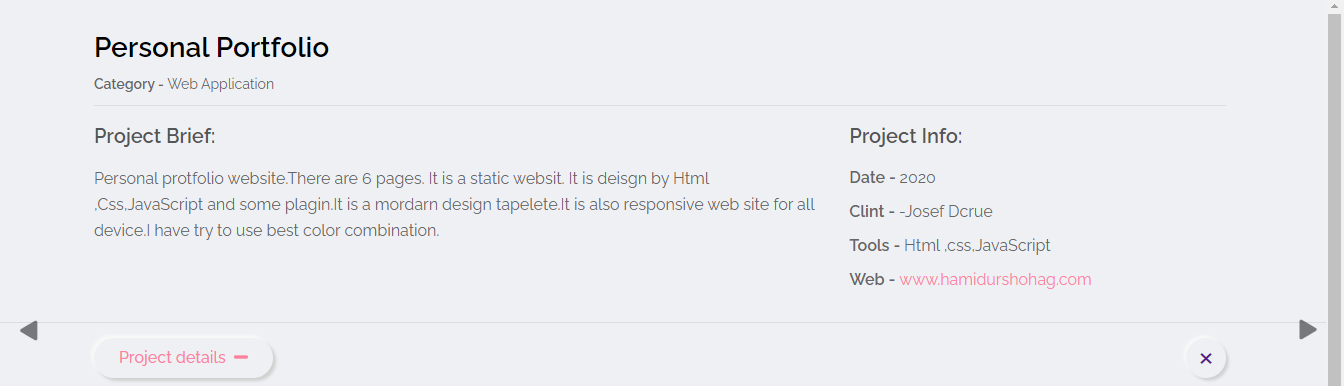 Personal Portfolio
Category - Web Application
Project Brief:
Personal protfolio website.There are 6 pages. It is a static websit. It is deisgn by Html
,Css,JavaScript and some plagin.It is a mordarn design tapelete.It is also responsive web site for all
device.I have try to use best color combination.
Project Info:
Date - 2020
Clint - -Josef Dcrue
Tools - Html ,css,JavaScript
Web - www.hamidurshohag.com
Project details